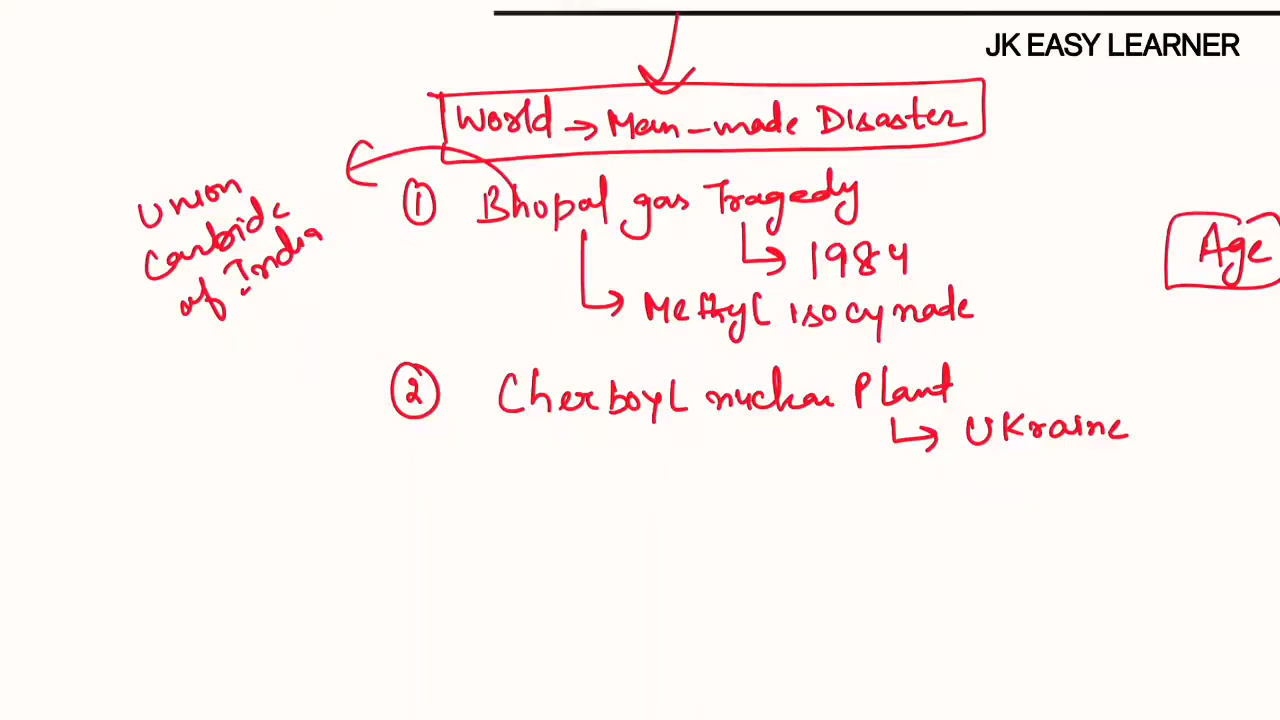 JK EASY LEARNER
World → Man-made Disaster
① Bhopal gas Tragedy
Union
Carbide
of India
Age
1984
Methyl isocynade
② Cherboyl nuclear Plant
Ukraine